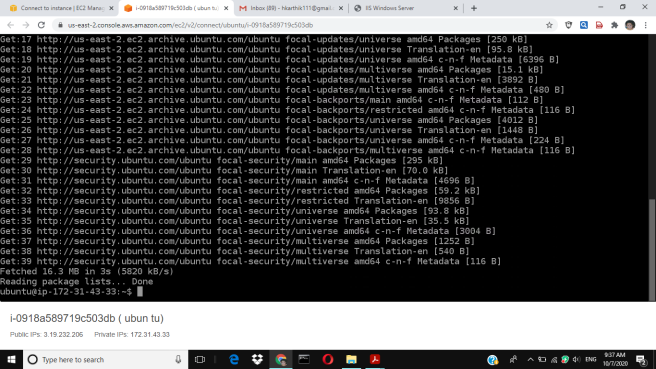 Connect to instance | EC2 Manag
i-0918a589719c503db ( ubun tu)
Inbox (89) - hkarthik111@gmail.c
IIS Windows Server
us-east-2.console.aws.amazon.com/ec2/v2/connect/ubuntu/i-0918a589719c503db
Get:17 http://us-east-2.ec2.archive.ubuntu.com/ubuntu focal-updates/universe amd64 Packages [250 kB]
Get:18 http://us-east-2.ec2.archive.ubuntu.com/ubuntu focal-updates/universe Translation-en [95.8 kB]
Get:19 http://us-east-2.ec2.archive.ubuntu.com/ubuntu focal-updates/universe amd64 c-n-f Metadata [6396 B]
Get:20 http://us-east-2.ec2.archive.ubuntu.com/ubuntu focal-updates/multiverse amd64 Packages [15.1 kB]
Get:21 http://us-east-2.ec2.archive.ubuntu.com/ubuntu focal-updates/multiverse Translation-en [3892 B]
Get:22 http://us-east-2.ec2.archive.ubuntu.com/ubuntu focal-updates/multiverse amd64 c-n-f Metadata [480 B]
Get:23 http://us-east-2.ec2.archive.ubuntu.com/ubuntu focal-backports/main amd64 c-n-f Metadata [112 B]
Get:24 http://us-east-2.ec2.archive.ubuntu.com/ubuntu focal-backports/restricted amd64 c-n-f Metadata [116 B]
Get:25 http://us-east-2.ec2.archive.ubuntu.com/ubuntu focal-backports/universe amd64 Packages [4012 B]
Get:26 http://us-east-2.ec2.archive.ubuntu.com/ubuntu focal-backports/universe Translation-en [1448 B]
Get:27 http://us-east-2.ec2.archive.ubuntu.com/ubuntu focal-backports/universe amd64 c-n-f Metadata [224 B]
Get:28 http://us-east-2.ec2.archive.ubuntu.com/ubuntu focal-backports/multiverse amd64 c-n-f Metadata [116 B]
Get:29 http://security.ubuntu.com/ubuntu focal-security/main amd64 Packages [295 kB]
Get:30 http://security.ubuntu.com/ubuntu focal-security/main Translation-en [70.0 kB]
Get:31 http://security.ubuntu.com/ubuntu focal-security/main amd64 c-n-f Metadata [4696 B]
Get:32 http://security.ubuntu.com/ubuntu focal-security/restricted amd64 Packages [59.2 kB]
Get:33 http://security.ubuntu.com/ubuntu focal-security/restricted Translation-en [9856 B]
Get:34 http://security.ubuntu.com/ubuntu focal-security/universe amd64 Packages [93.8 kB]
Get:35 http://security.ubuntu.com/ubuntu focal-security/universe Translation-en [35.5 kB]
Get:36 http://security.ubuntu.com/ubuntu focal-security/universe amd64 c-n-f Metadata [3004 B]
Get:37 http://security.ubuntu.com/ubuntu focal-security/multiverse amd64 Packages [1252 B]
Get:38 http://security.ubuntu.com/ubuntu focal-security/multiverse Translation-en [540 B]
Get:39 http://security.ubuntu.com/ubuntu focal-security/multiverse amd64 c-n-f Metadata [116 B]
Fetched 16.3 MB in 3s (5820 kB/s)
Reading package lists... Done
ubuntu@ip-172-31-43-33:~$
i-0918a589719c503db ( ubun tu)
Public IPs: 3.19.232.206 Private IPs: 172.31.43.33
Type here to search
ENG
9:37 AM
10/7/2020